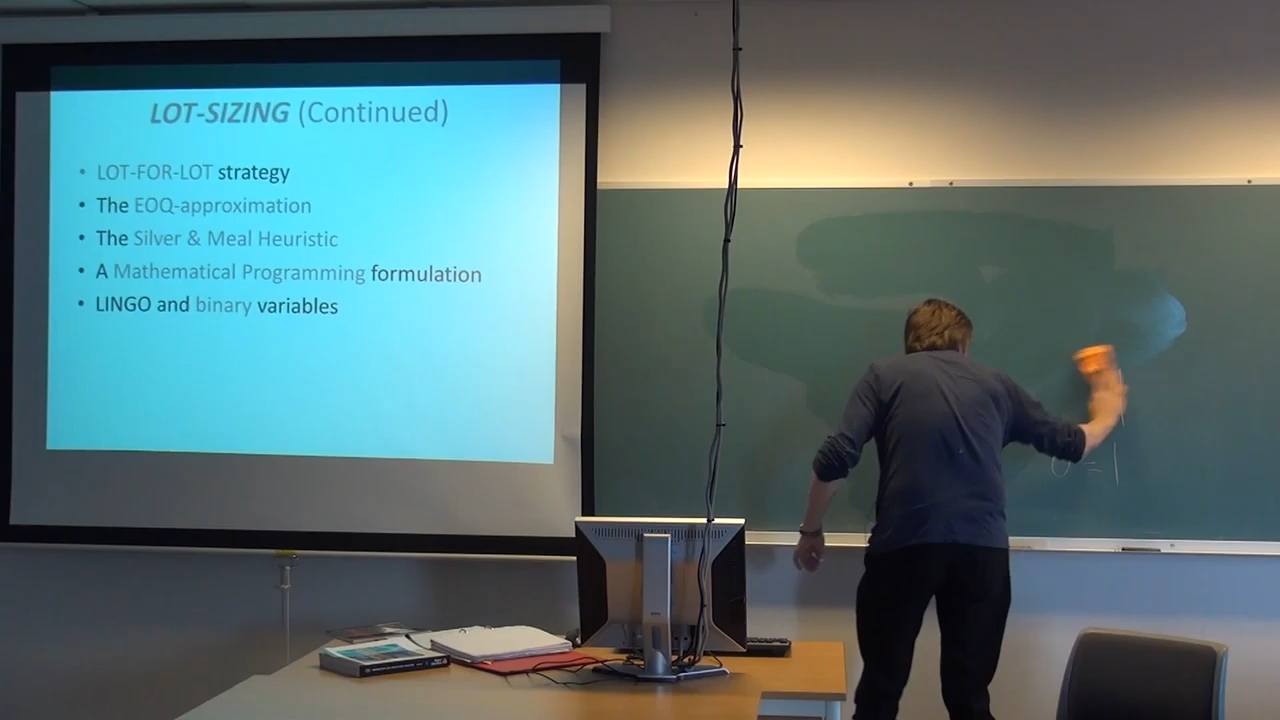 LOT-SIZING (Continued)
• LOT-FOR-LOT strategy
• The EOQ-approximation
• The Silver & Meal Heuristic
• A Mathematical Programming formulation
• LINGO and binary variables
= 1